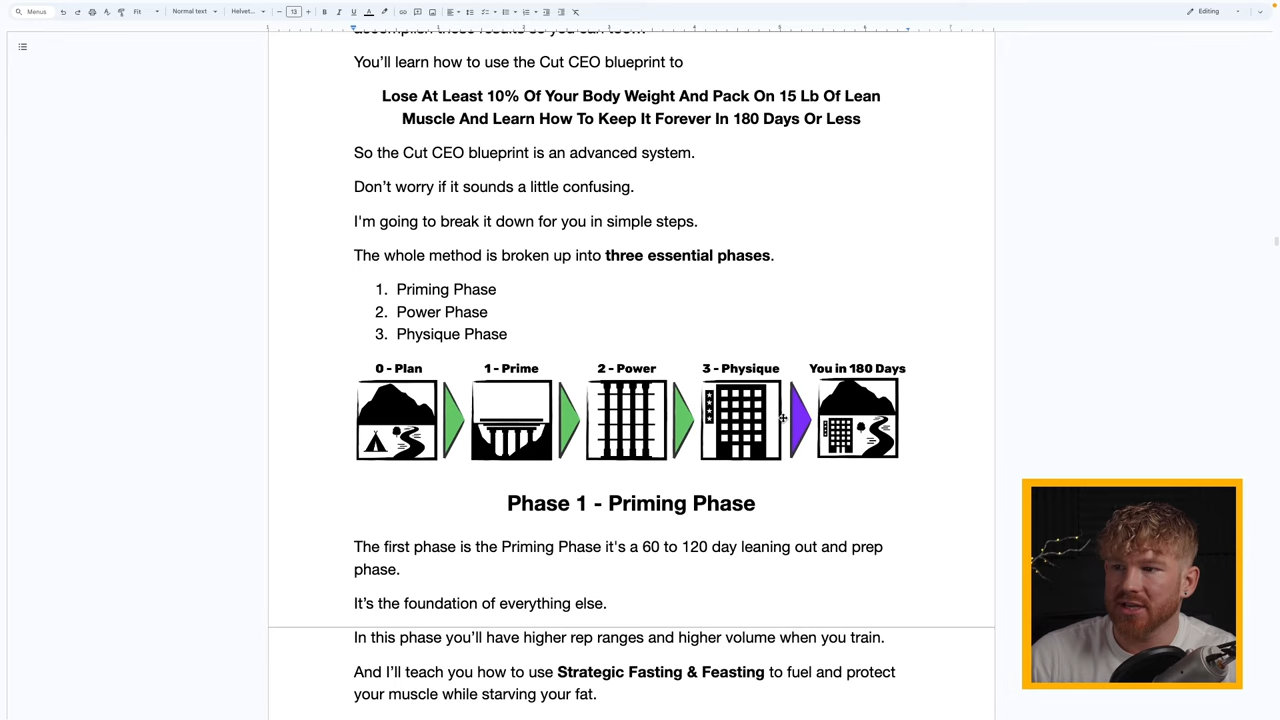 Menus
Fit
Normal text
Helvet...
13
B
I
U
A
Editing
You'll learn how to use the Cut CEO blueprint to
Lose At Least 10% Of Your Body Weight And Pack On 15 Lb Of Lean
Muscle And Learn How To Keep It Forever In 180 Days Or Less
So the Cut CEO blueprint is an advanced system.
Don't worry if it sounds a little confusing.
I'm going to break it down for you in simple steps.
The whole method is broken up into three essential phases.
1. Priming Phase
2. Power Phase
3. Physique Phase
0 - Plan
1 - Prime
2 - Power
3 - Physique
You in 180 Days
Phase 1 - Priming Phase
The first phase is the Priming Phase it's a 60 to 120 day leaning out and prep
phase.
It's the foundation of everything else.
In this phase you'll have higher rep ranges and higher volume when you train.
And I'll teach you how to use Strategic Fasting & Feasting to fuel and protect
your muscle while starving your fat.